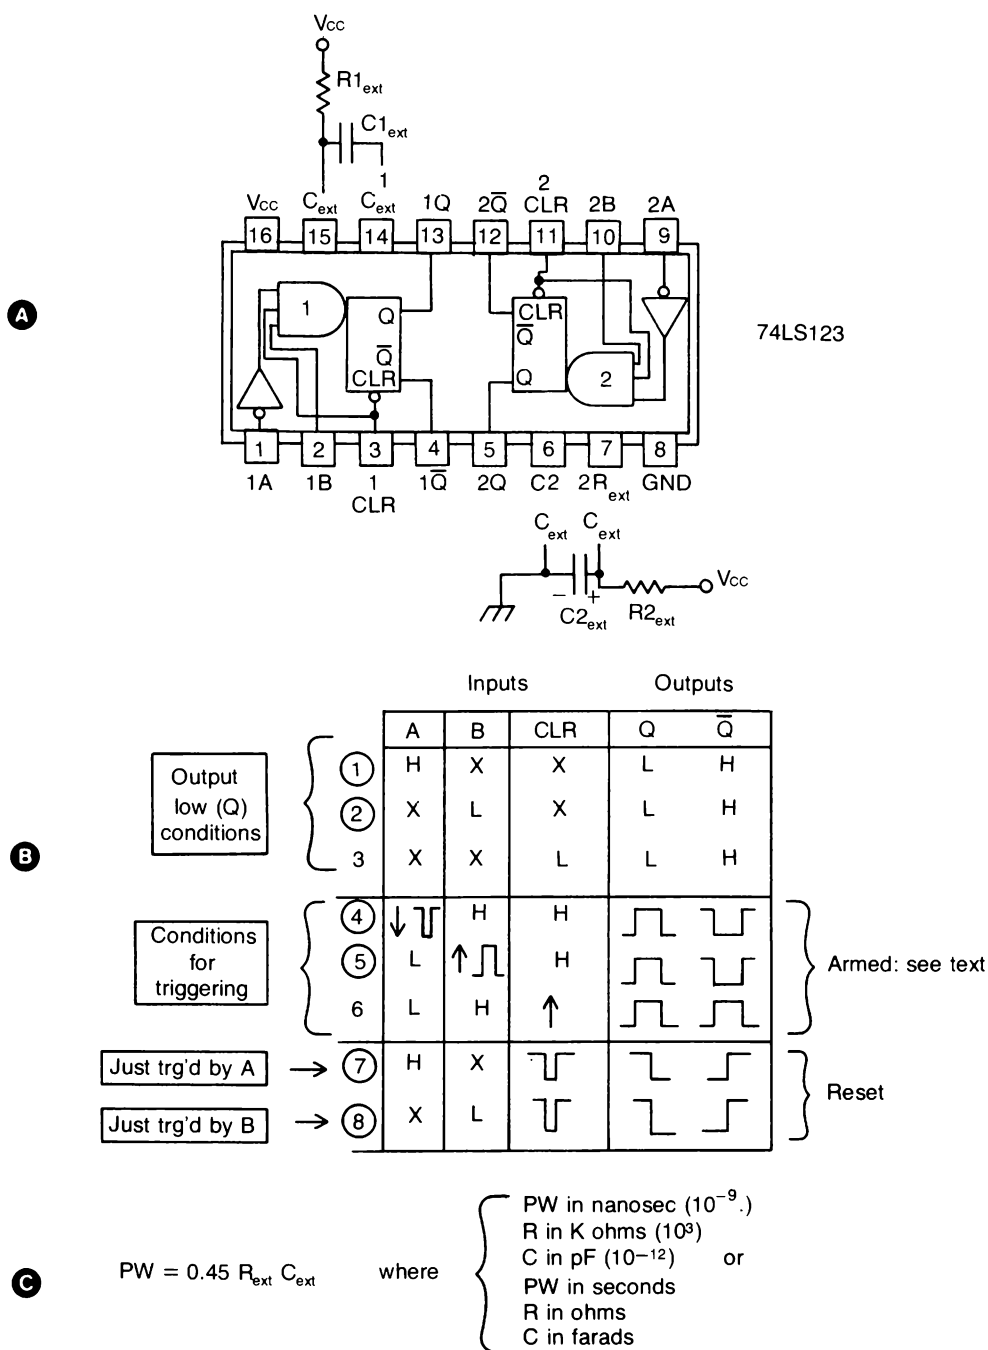 Vcc
R1ext
C1ext
1
2
Vcc Cext Cext 1Q 2Q̅ CLR 2B 2A
16 15 14 13 12 11 10 9
A
1
Q
Q̅
CLR
CLR
Q̅
Q
2
74LS123
1 2 3 4 5 6 7 8
1A 1B 1 1Q̅ 2Q C2 2Rext GND
CLR
Cext Cext
Vcc
− +
C2ext
R2ext
Inputs Outputs
A B CLR Q Q̅
B
Output
low (Q)
conditions
1 H X X L H
2 X L X L H
3 X X L L H
Conditions
for
triggering
4 ↓ H H
5 L ↑ H
6 L H ↑
Armed: see text
Just trg'd by A → 7 H X
Just trg'd by B → 8 X L
Reset
C
PW = 0.45 Rext Cext where
PW in nanosec (10⁻⁹.)
R in K ohms (10³)
C in pF (10⁻¹²) or
PW in seconds
R in ohms
C in farads